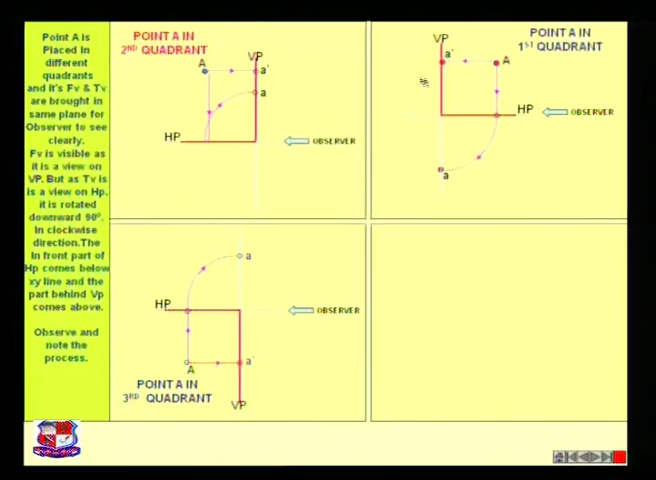 Point A is
Placed In
different
quadrants
and it's Fv & Tv
are brought in
same plane for
Observer to see
clearly.
Fv is visible as
it is a view on
VP. But as Tv is
is a view on Hp,
it is rotated
downward 90⁰,
In clockwise
direction.The
In front part of
Hp comes below
xy line and the
part behind Vp
comes above.
Observe and
note the
process.
POINT A IN
2ND QUADRANT
VP
A
a'
a
HP
OBSERVER
POINT A IN
1ST QUADRANT
VP
a'
A
HP
OBSERVER
a
a
HP
OBSERVER
A
a'
POINT A IN
3RD QUADRANT
VP